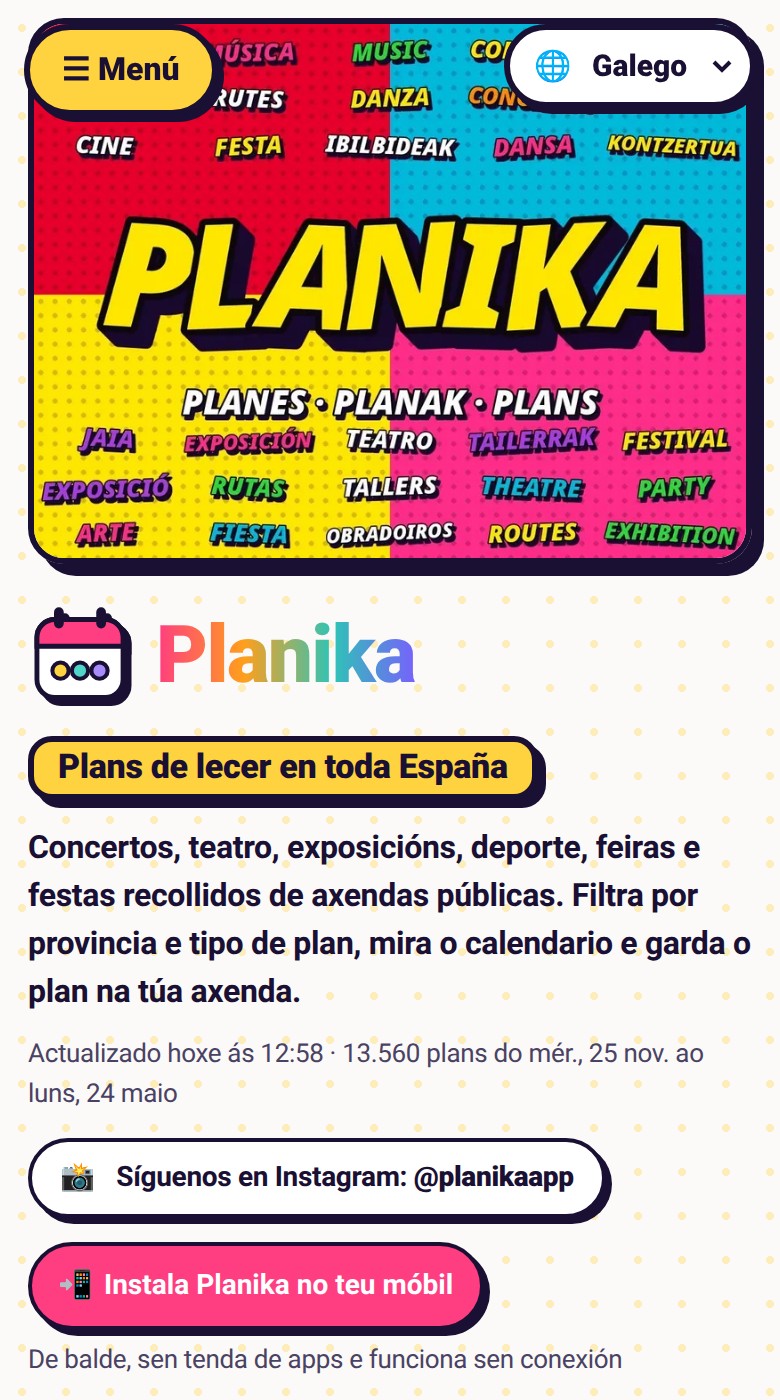 ☰ Menú
Galego
MÚSICA MUSIC
RUTES DANZA
CINE FESTA IBILBIDEAK DANSA KONTZERTUA
PLANIKA
PLANES · PLANAK · PLANS
JAIA EXPOSICIÓN TEATRO TAILERRAK FESTIVAL
EXPOSICIÓ RUTAS TALLERS THEATRE PARTY
ARTE FIESTA OBRADOIROS ROUTES EXHIBITION
Planika
Plans de lecer en toda España
Concertos, teatro, exposicións, deporte, feiras e
festas recollidos de axendas públicas. Filtra por
provincia e tipo de plan, mira o calendario e garda o
plan na túa axenda.
Actualizado hoxe ás 12:58 · 13.560 plans do mér., 25 nov. ao
luns, 24 maio
Síguenos en Instagram: @planikaapp
Instala Planika no teu móbil
De balde, sen tenda de apps e funciona sen conexión